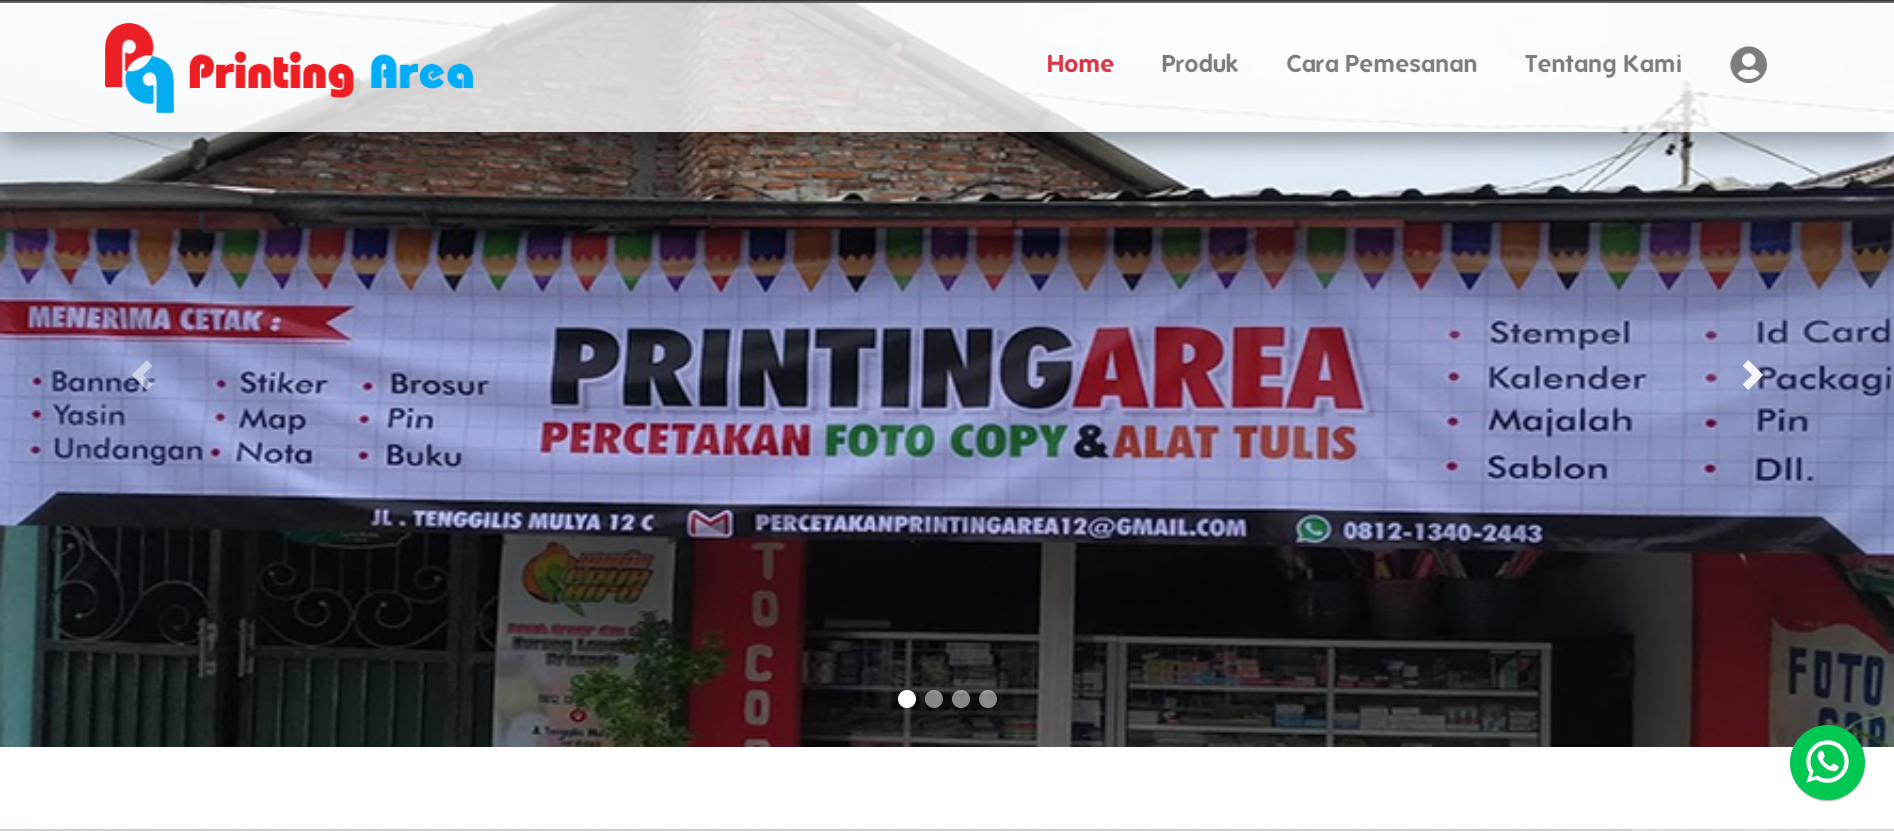 Printing Area
Home
Produk
Cara Pemesanan
Tentang Kami
MENERIMA CETAK :
• Banner
• Yasin
• Undangan
• Stiker
• Map
• Nota
• Brosur
• Pin
• Buku
PRINTINGAREA
PERCETAKAN FOTO COPY & ALAT TULIS
• Stempel
• Kalender
• Majalah
• Sablon
• Id Card
• Packagi
• Pin
• Dll.
JL . TENGGILIS MULYA 12 C
PERCETAKANPRINTINGAREA12@GMAIL.COM
0812-1340-2443
TO CO
FOTO